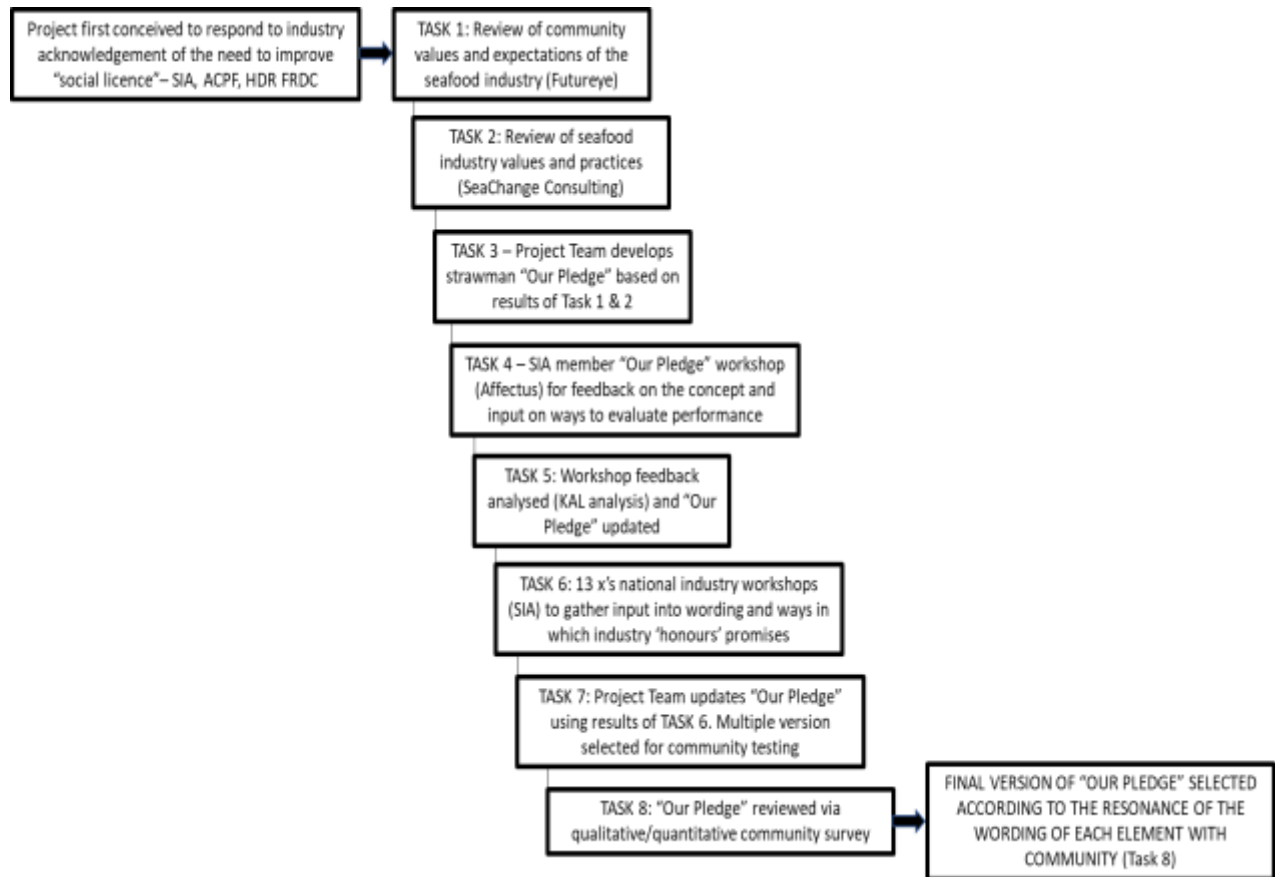 Project first conceived to respond to industry
acknowledgement of the need to improve
“social licence”– SIA, ACPF, HDR FRDC
TASK 1: Review of community
values and expectations of the
seafood industry (Futureye)
TASK 2: Review of seafood
industry values and practices
(SeaChange Consulting)
TASK 3 – Project Team develops
strawman “Our Pledge” based on
results of Task 1 & 2
TASK 4 – SIA member “Our Pledge” workshop
(Affectus) for feedback on the concept and
input on ways to evaluate performance
TASK 5: Workshop feedback
analysed (KAL analysis) and “Our
Pledge” updated
TASK 6: 13 x’s national industry workshops
(SIA) to gather input into wording and ways in
which industry ‘honours’ promises
TASK 7: Project Team updates “Our Pledge”
using results of TASK 6. Multiple version
selected for community testing
TASK 8: “Our Pledge” reviewed via
qualitative/quantitative community survey
FINAL VERSION OF “OUR PLEDGE” SELECTED
ACCORDING TO THE RESONANCE OF THE
WORDING OF EACH ELEMENT WITH
COMMUNITY (Task 8)